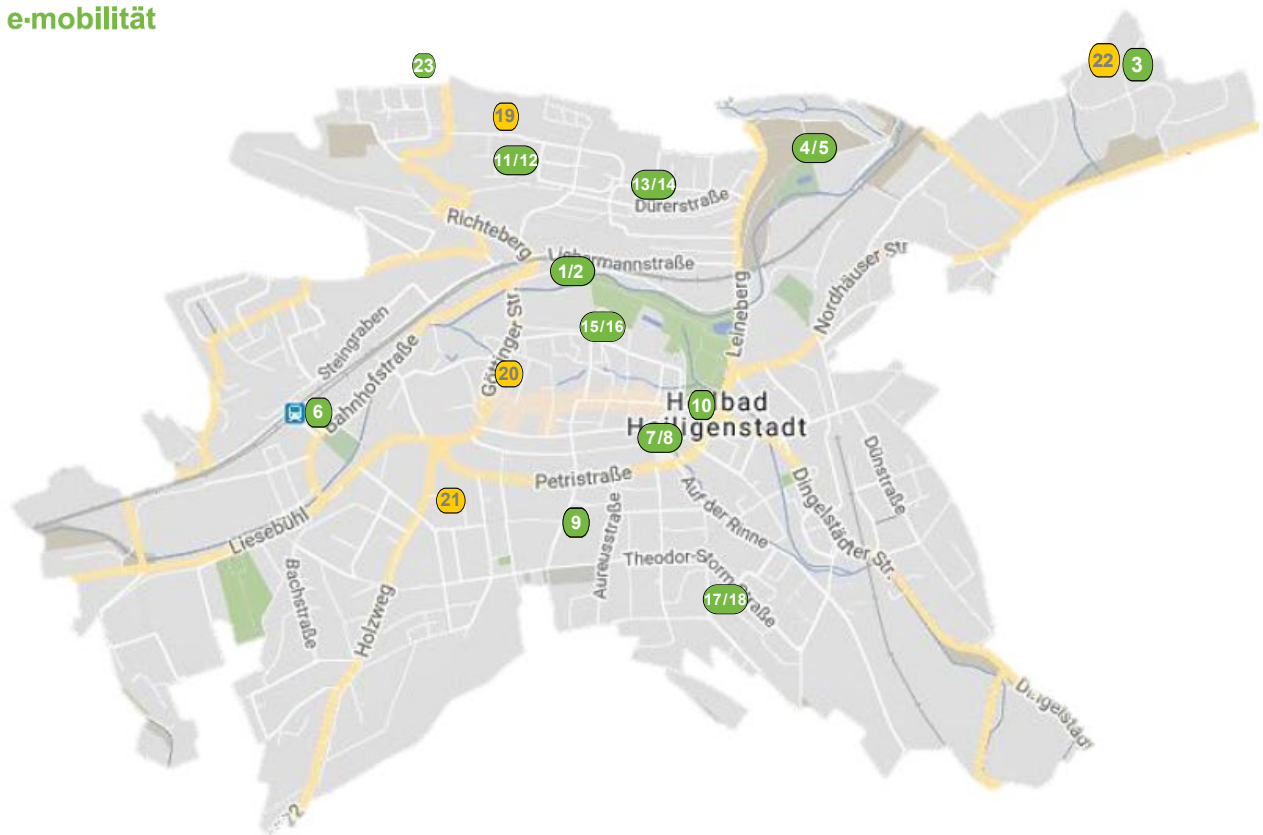 e·mobilität
22
3
23
19
4/5
11/12
13/14
Dürerstraße
Richteberg
Nordhäuser Str
1/2
Leineberg
15/16
Steingraben
Göttinger Str.
Bahnhofstraße
20
6
10
Heilbad
Heiligenstadt
7/8
Petristraße
Dünstraße
Dingelstädter Str.
Auf der Rinne
21
9
Aureusstraße
Liesebühl
Theodor-Storm-Straße
Bachstraße
17/18
Holzweg